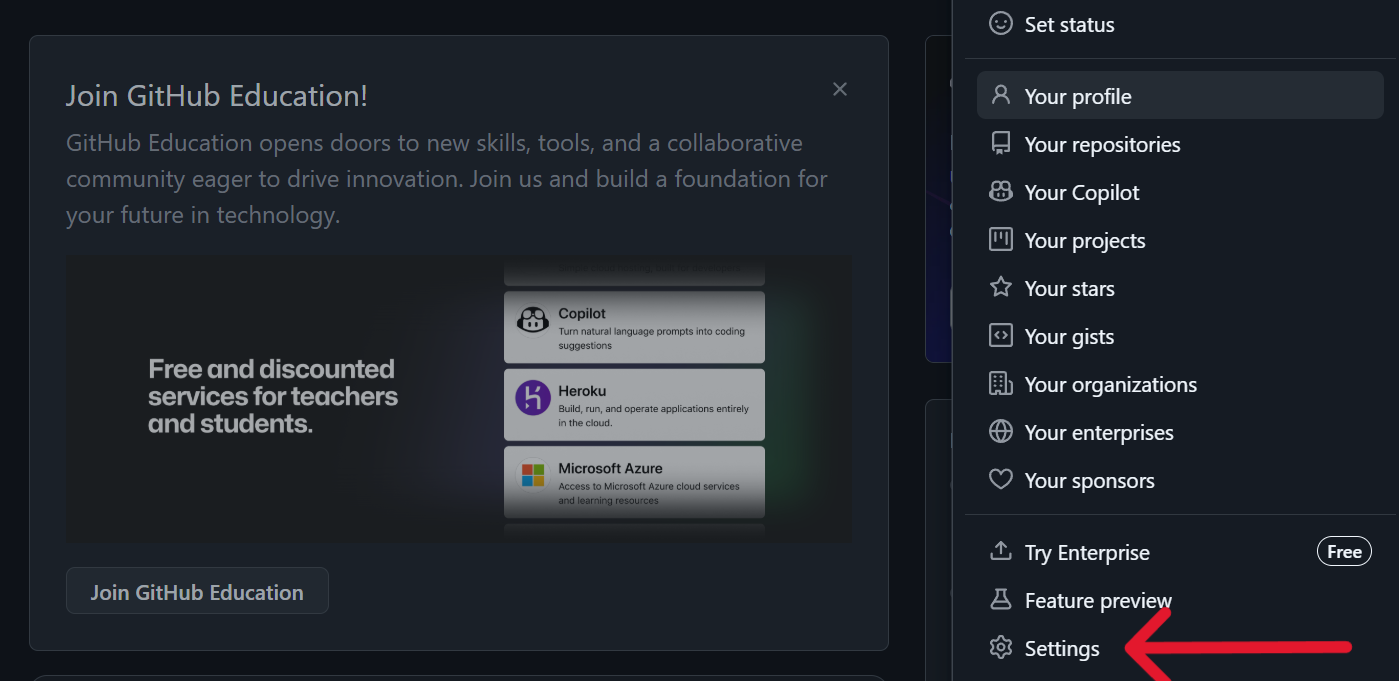 Join GitHub Education!
GitHub Education opens doors to new skills, tools, and a collaborative
community eager to drive innovation. Join us and build a foundation for
your future in technology.
Free and discounted
services for teachers
and students.
Copilot
Turn natural language prompts into coding
suggestions
Heroku
Build, run, and operate applications entirely
in the cloud.
Microsoft Azure
Access to Microsoft Azure cloud services
and learning resources
Join GitHub Education
Set status
Your profile
Your repositories
Your Copilot
Your projects
Your stars
Your gists
Your organizations
Your enterprises
Your sponsors
Try Enterprise Free
Feature preview
Settings